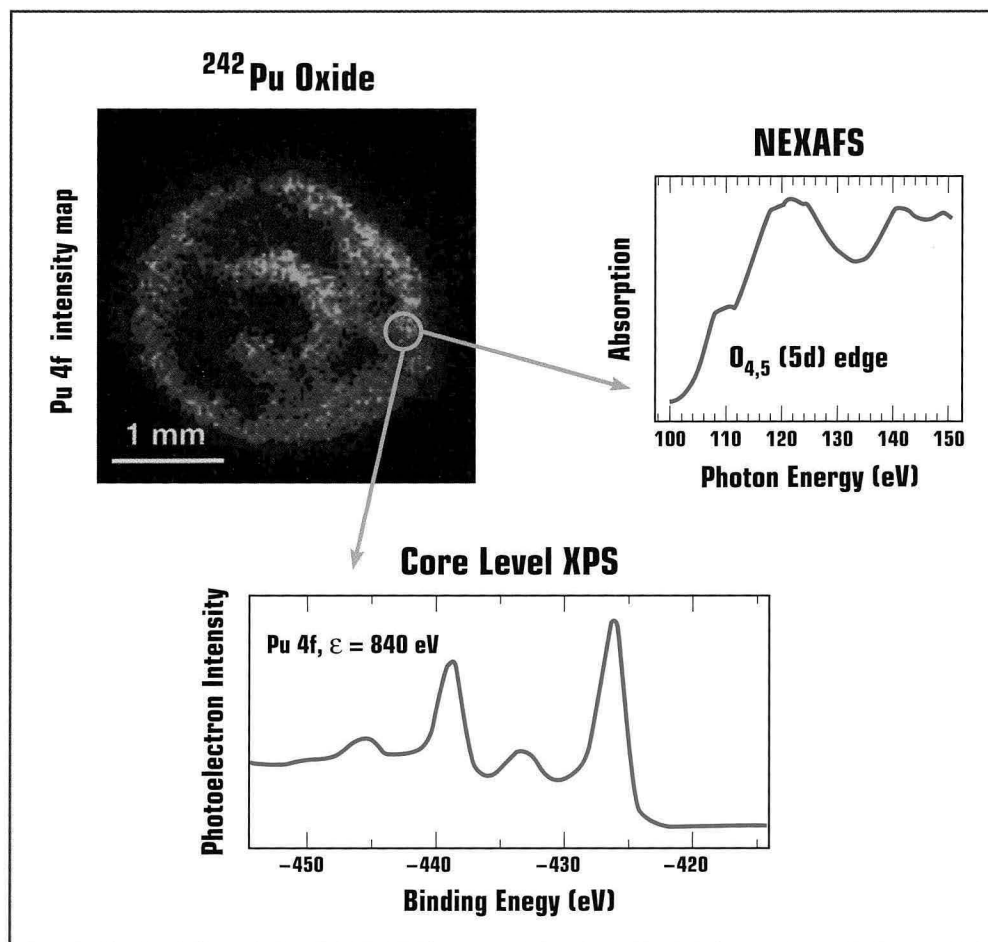 ²⁴²Pu Oxide
Pu 4f intensity map
1 mm
NEXAFS
Absorption
O₄,₅ (5d) edge
100 110 120 130 140 150
Photon Energy (eV)
Core Level XPS
Photoelectron Intensity
Pu 4f, ε = 840 eV
−450 −440 −430 −420
Binding Enegy (eV)